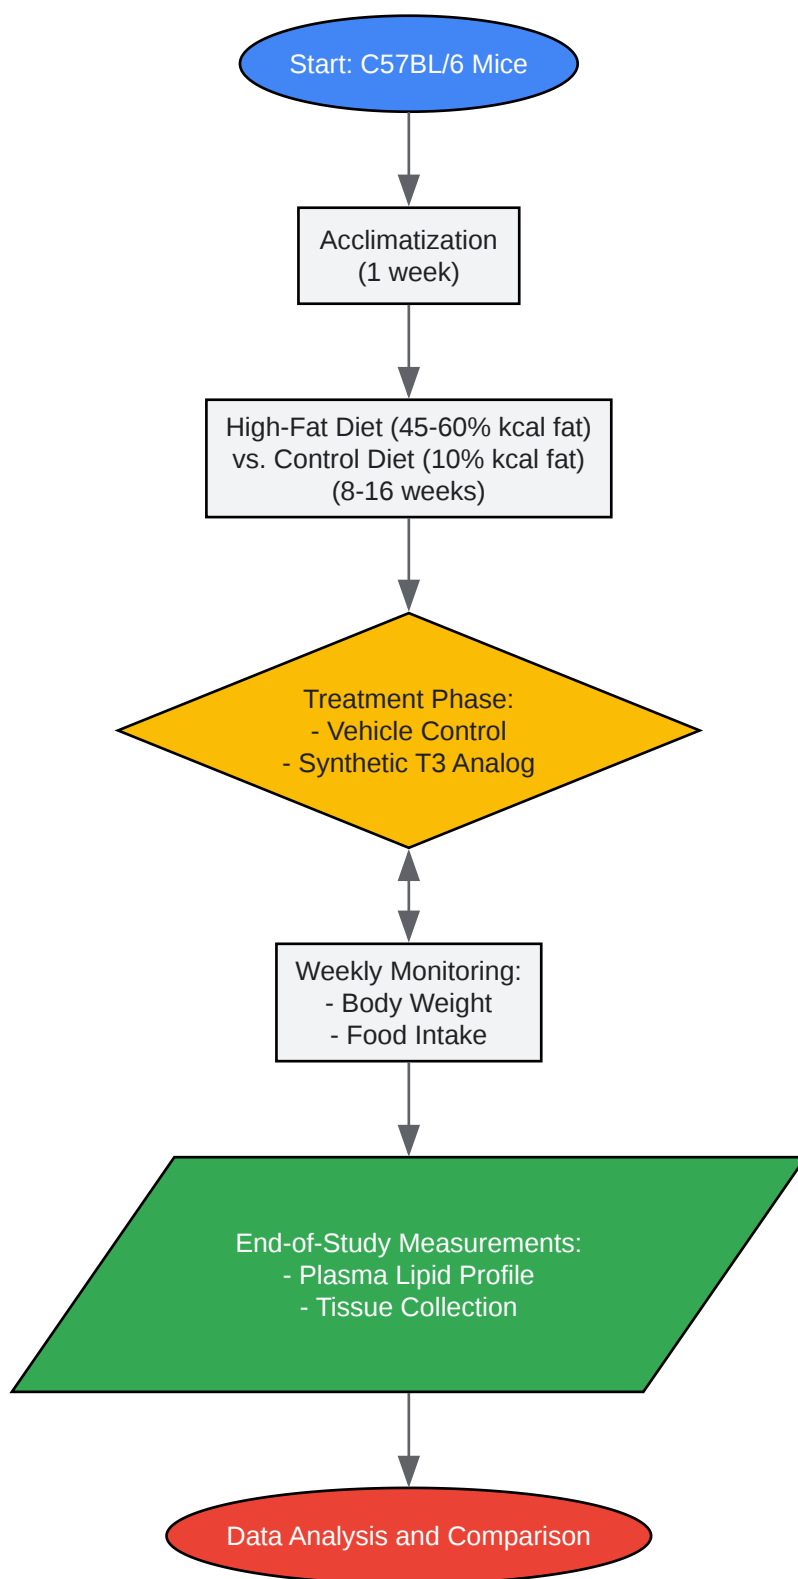 Start: C57BL/6 Mice
Acclimatization
(1 week)
High-Fat Diet (45-60% kcal fat)
vs. Control Diet (10% kcal fat)
(8-16 weeks)
Treatment Phase:
- Vehicle Control
- Synthetic T3 Analog
Weekly Monitoring:
- Body Weight
- Food Intake
End-of-Study Measurements:
- Plasma Lipid Profile
- Tissue Collection
Data Analysis and Comparison